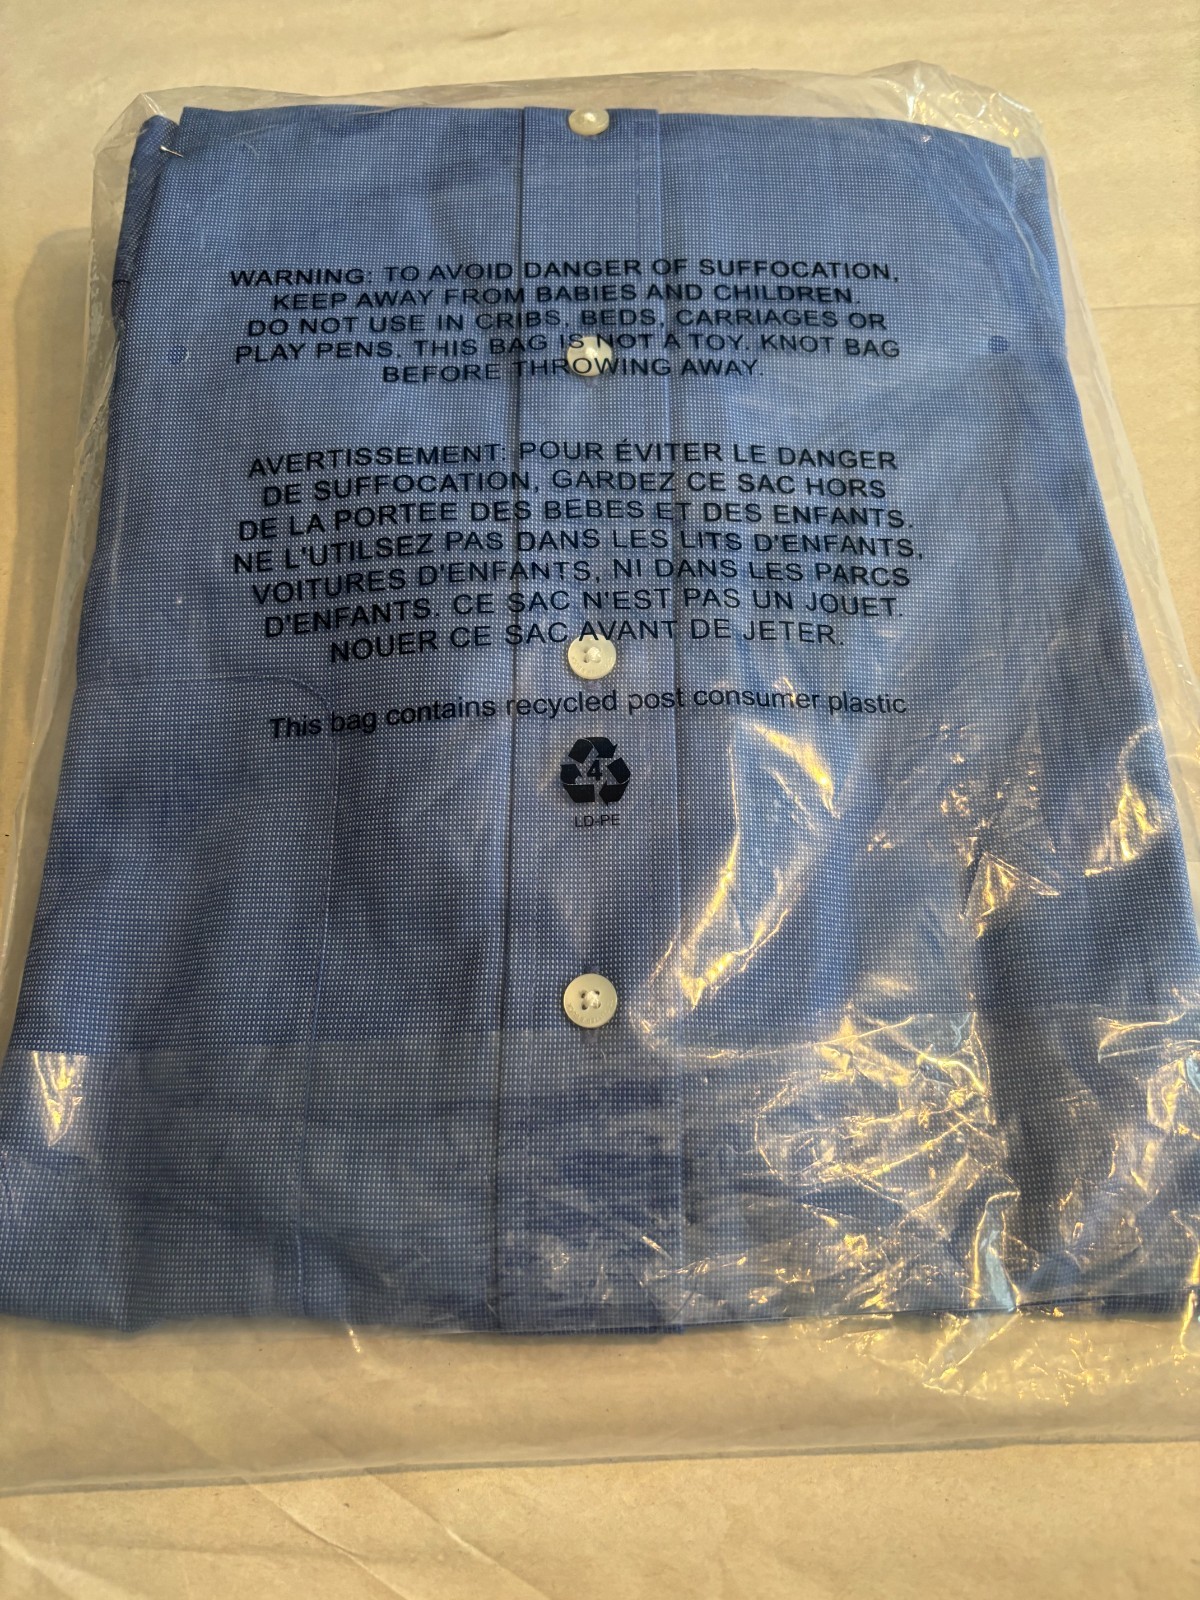 WARNING: TO AVOID DANGER OF SUFFOCATION,
KEEP AWAY FROM BABIES AND CHILDREN.
DO NOT USE IN CRIBS, BEDS, CARRIAGES OR
PLAY PENS. THIS BAG IS NOT A TOY. KNOT BAG
BEFORE THROWING AWAY.
AVERTISSEMENT: POUR ÉVITER LE DANGER
DE SUFFOCATION, GARDEZ CE SAC HORS
DE LA PORTEE DES BEBES ET DES ENFANTS.
NE L'UTILSEZ PAS DANS LES LITS D'ENFANTS,
VOITURES D'ENFANTS, NI DANS LES PARCS
D'ENFANTS. CE SAC N'EST PAS UN JOUET.
NOUER CE SAC AVANT DE JETER.
This bag contains recycled post consumer plastic
4
LD-PE